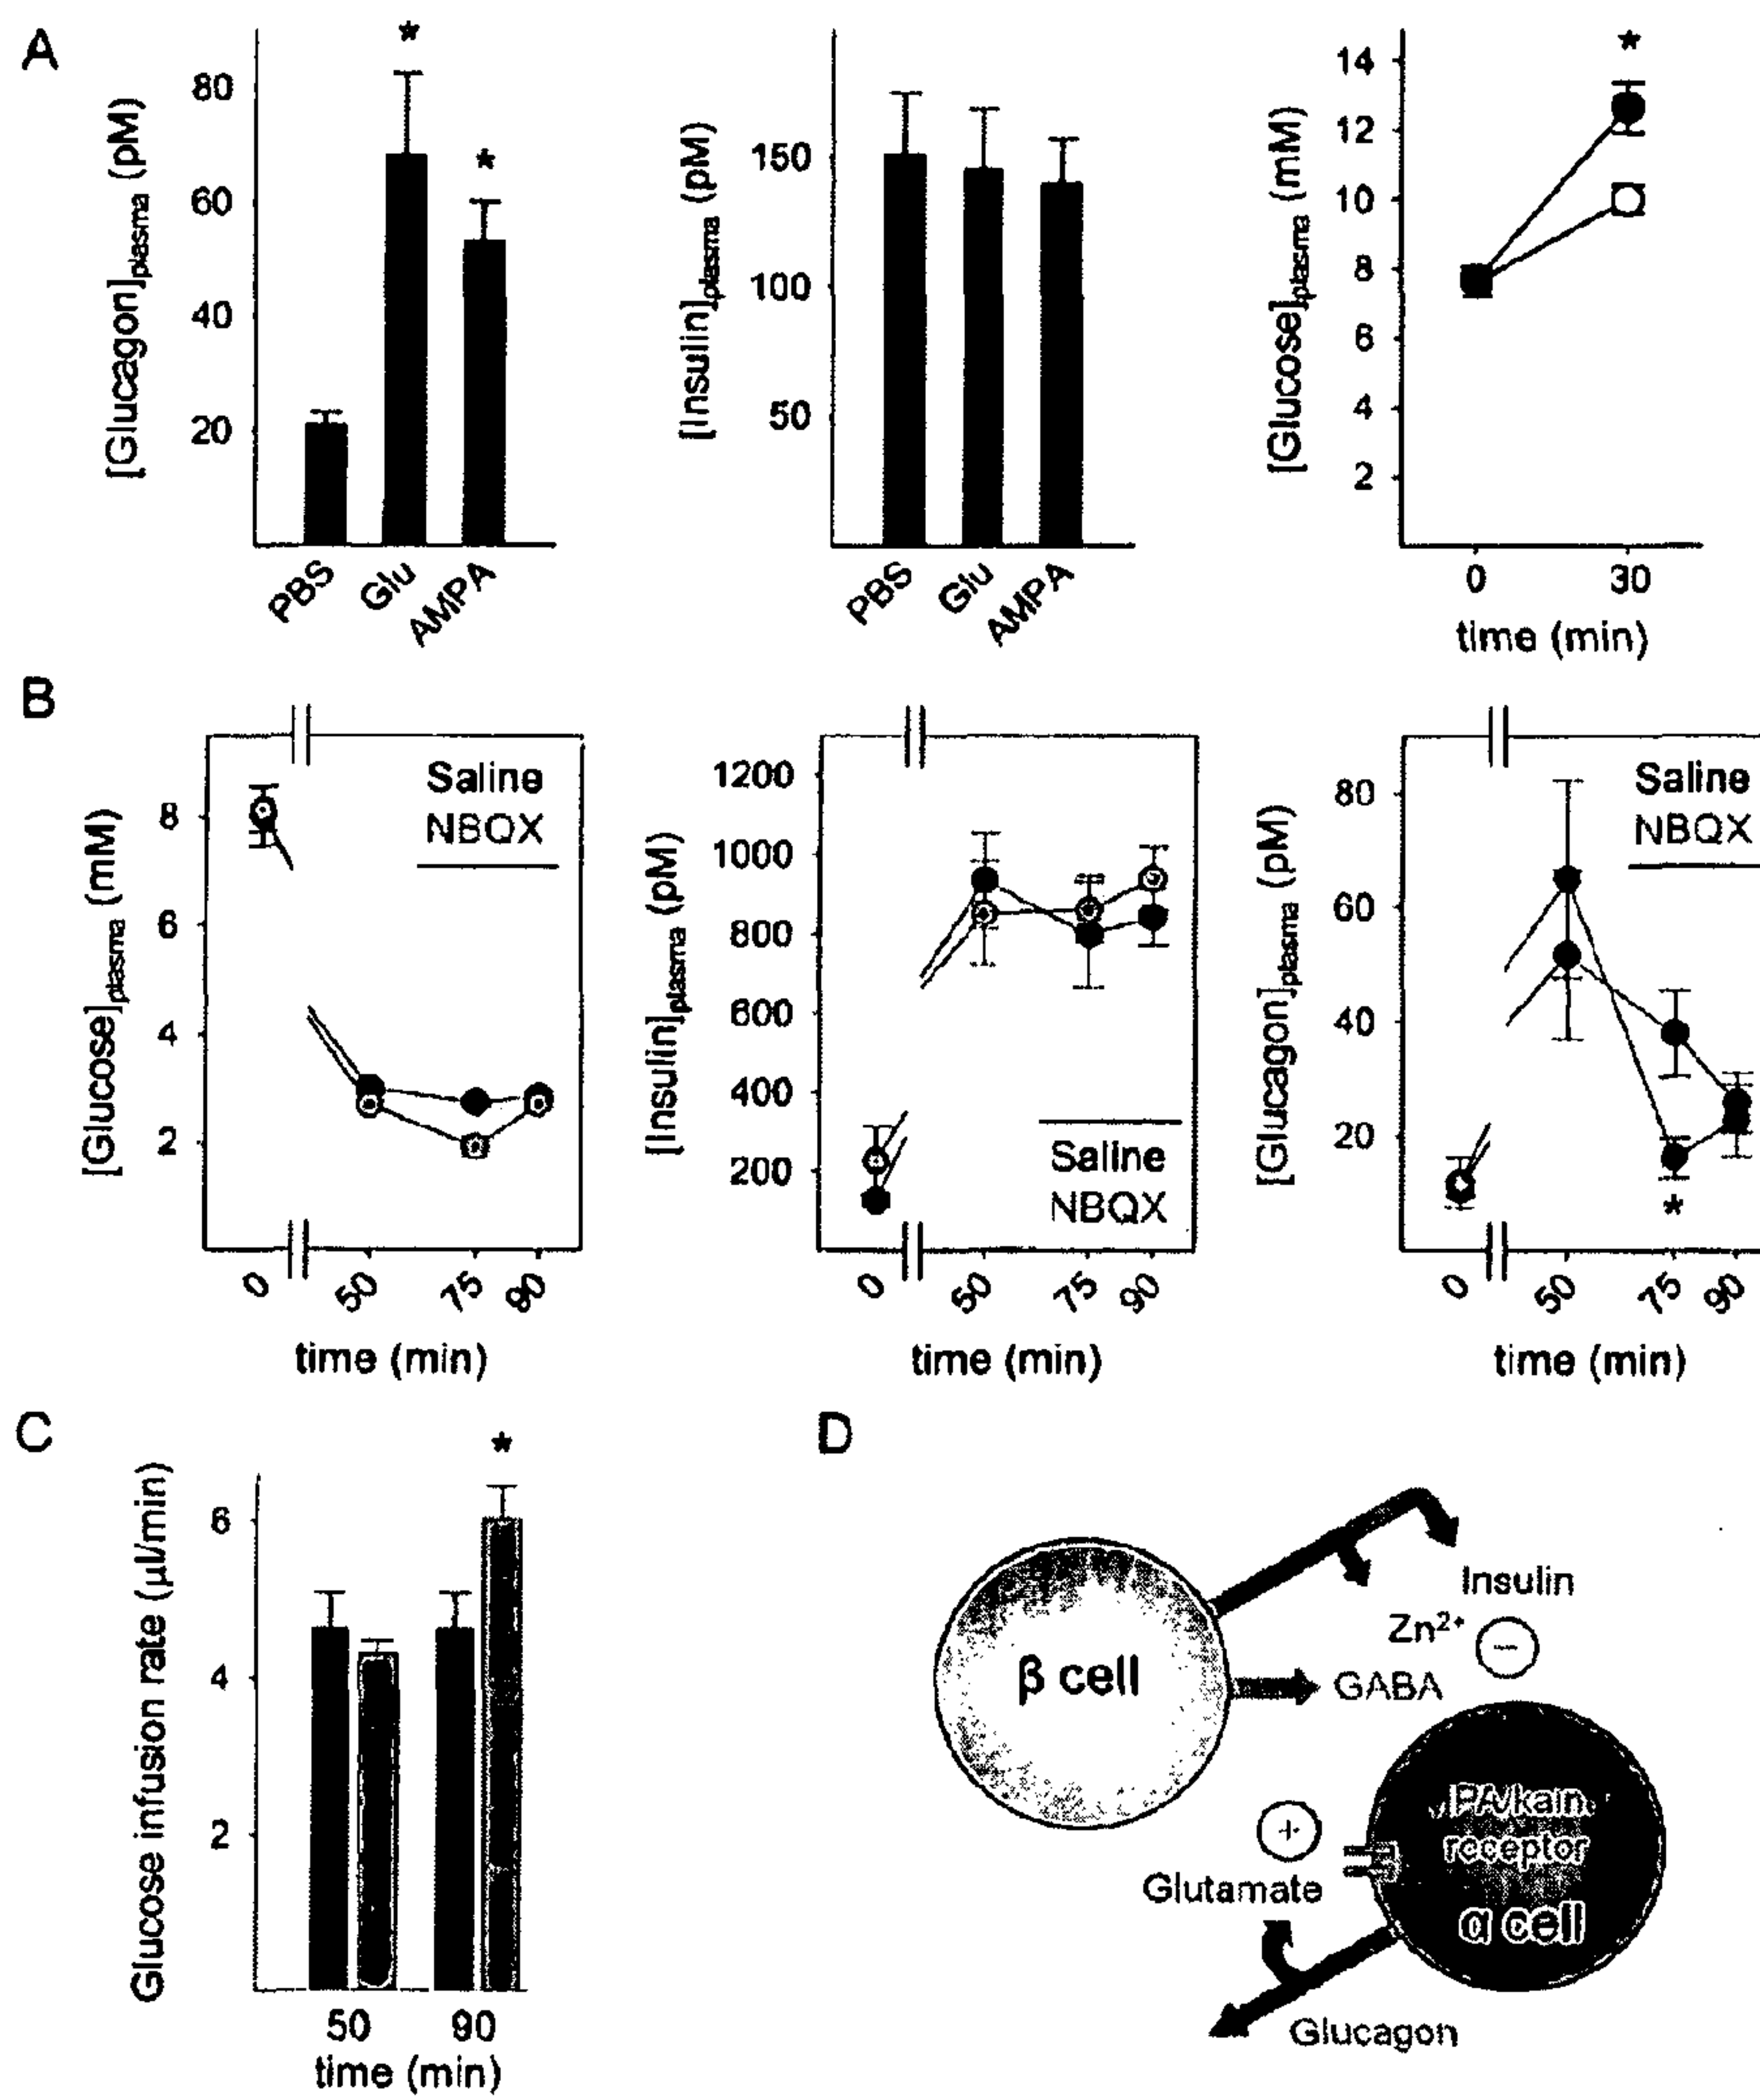 A
[Glucagon]plasma (pM)
80
60
40
20
*
*
PBS
Glu
AMPA
[Insulin]plasma (pM)
150
100
50
PBS
Glu
AMPA
[Glucose]plasma (mM)
14
12
10
8
6
4
2
*
0
30
time (min)
B
[Glucose]plasma (mM)
8
6
4
2
Saline
NBQX
0
50
75
90
time (min)
[Insulin]plasma (pM)
1200
1000
800
600
400
200
Saline
NBQX
0
50
75
90
time (min)
[Glucagon]plasma (pM)
80
60
40
20
Saline
NBQX
*
0
50
75
90
time (min)
C
Glucose infusion rate (µl/min)
6
4
2
*
50
90
time (min)
D
β cell
Insulin
Zn²⁺
−
GABA
+
Glutamate
receptor
α cell
Glucagon